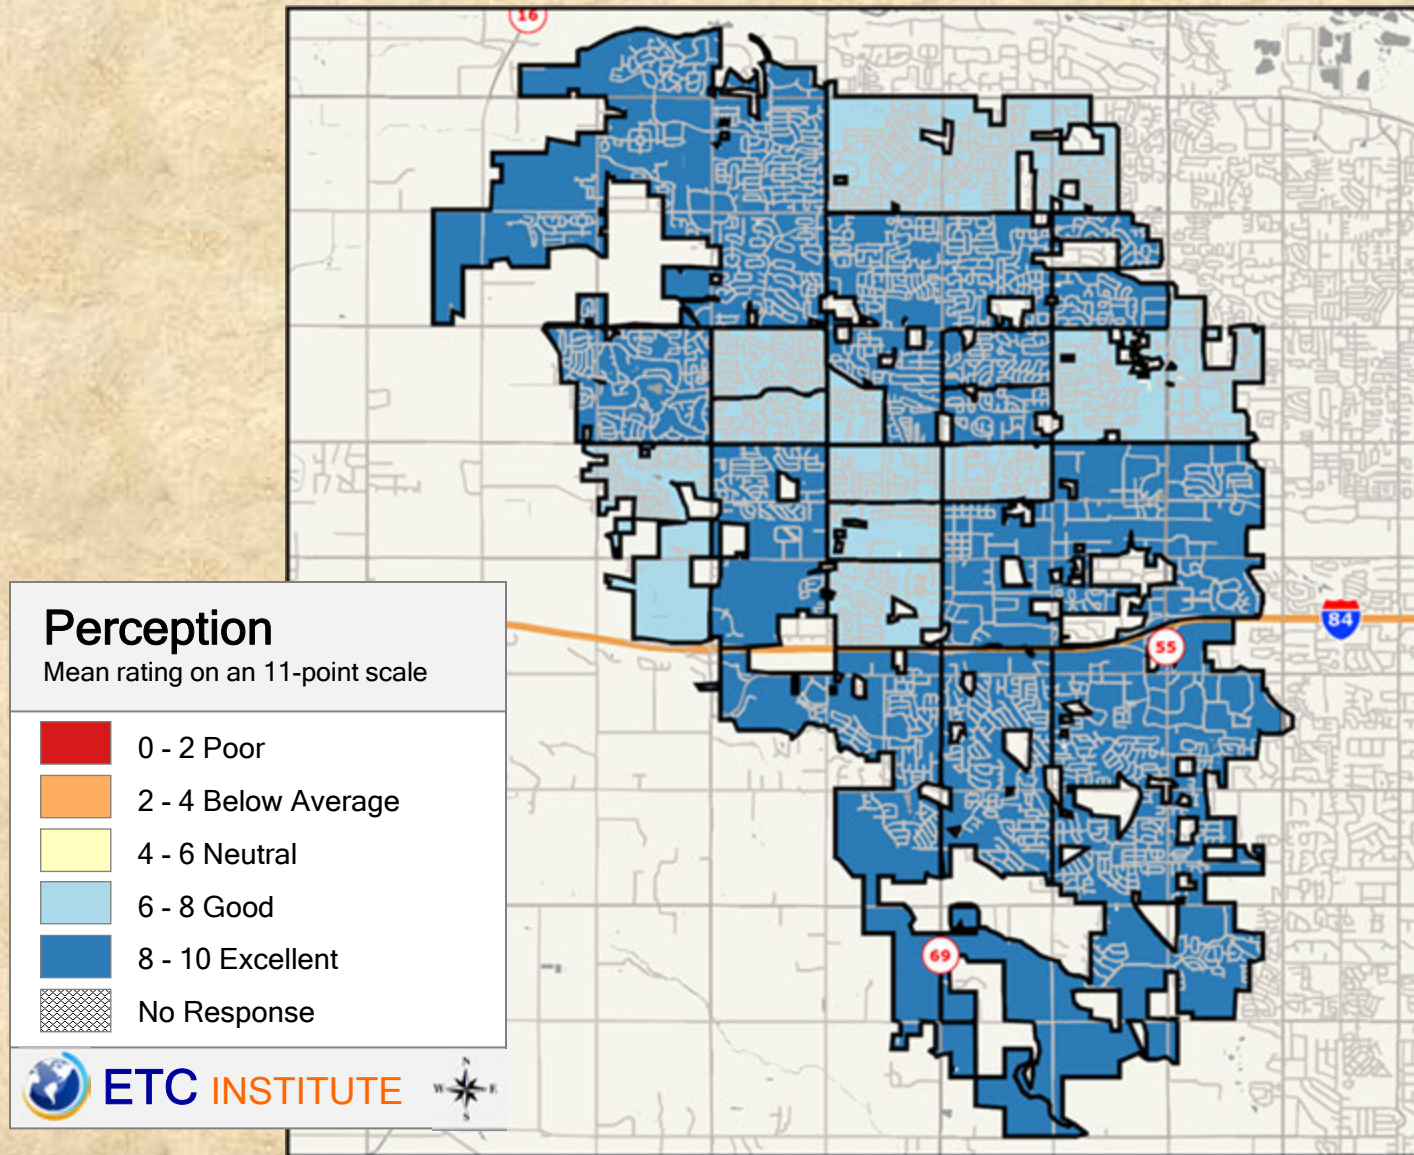 16
84
55
69
Perception
Mean rating on an 11-point scale
0 - 2 Poor
2 - 4 Below Average
4 - 6 Neutral
6 - 8 Good
8 - 10 Excellent
No Response
ETC INSTITUTE
N
W E
S